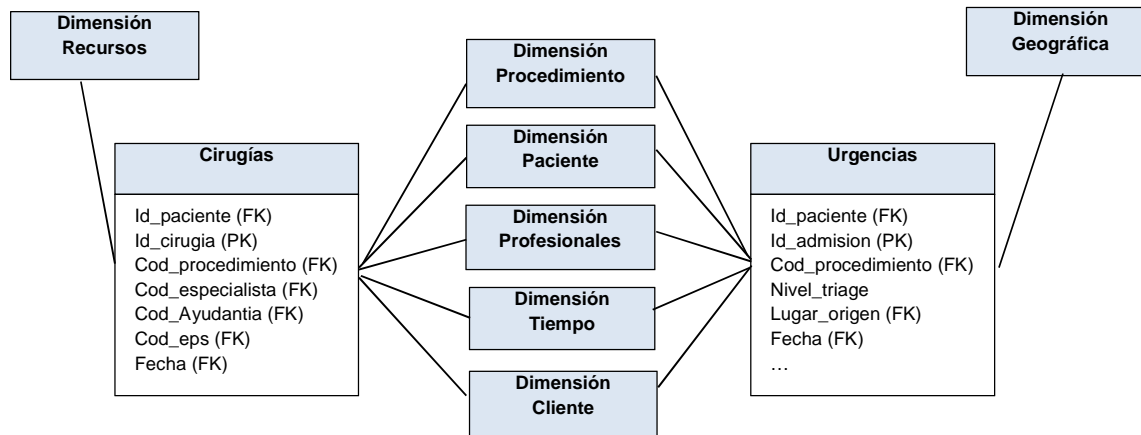 Dimensión
Recursos
Dimensión
Procedimiento
Dimensión
Geográfica
Dimensión
Paciente
Dimensión
Profesionales
Dimensión
Tiempo
Dimensión
Cliente
Cirugías
Id_paciente (FK)
Id_cirugia (PK)
Cod_procedimiento (FK)
Cod_especialista (FK)
Cod_Ayudantia (FK)
Cod_eps (FK)
Fecha (FK)
Urgencias
Id_paciente (FK)
Id_admision (PK)
Cod_procedimiento (FK)
Nivel_triage
Lugar_origen (FK)
Fecha (FK)
…